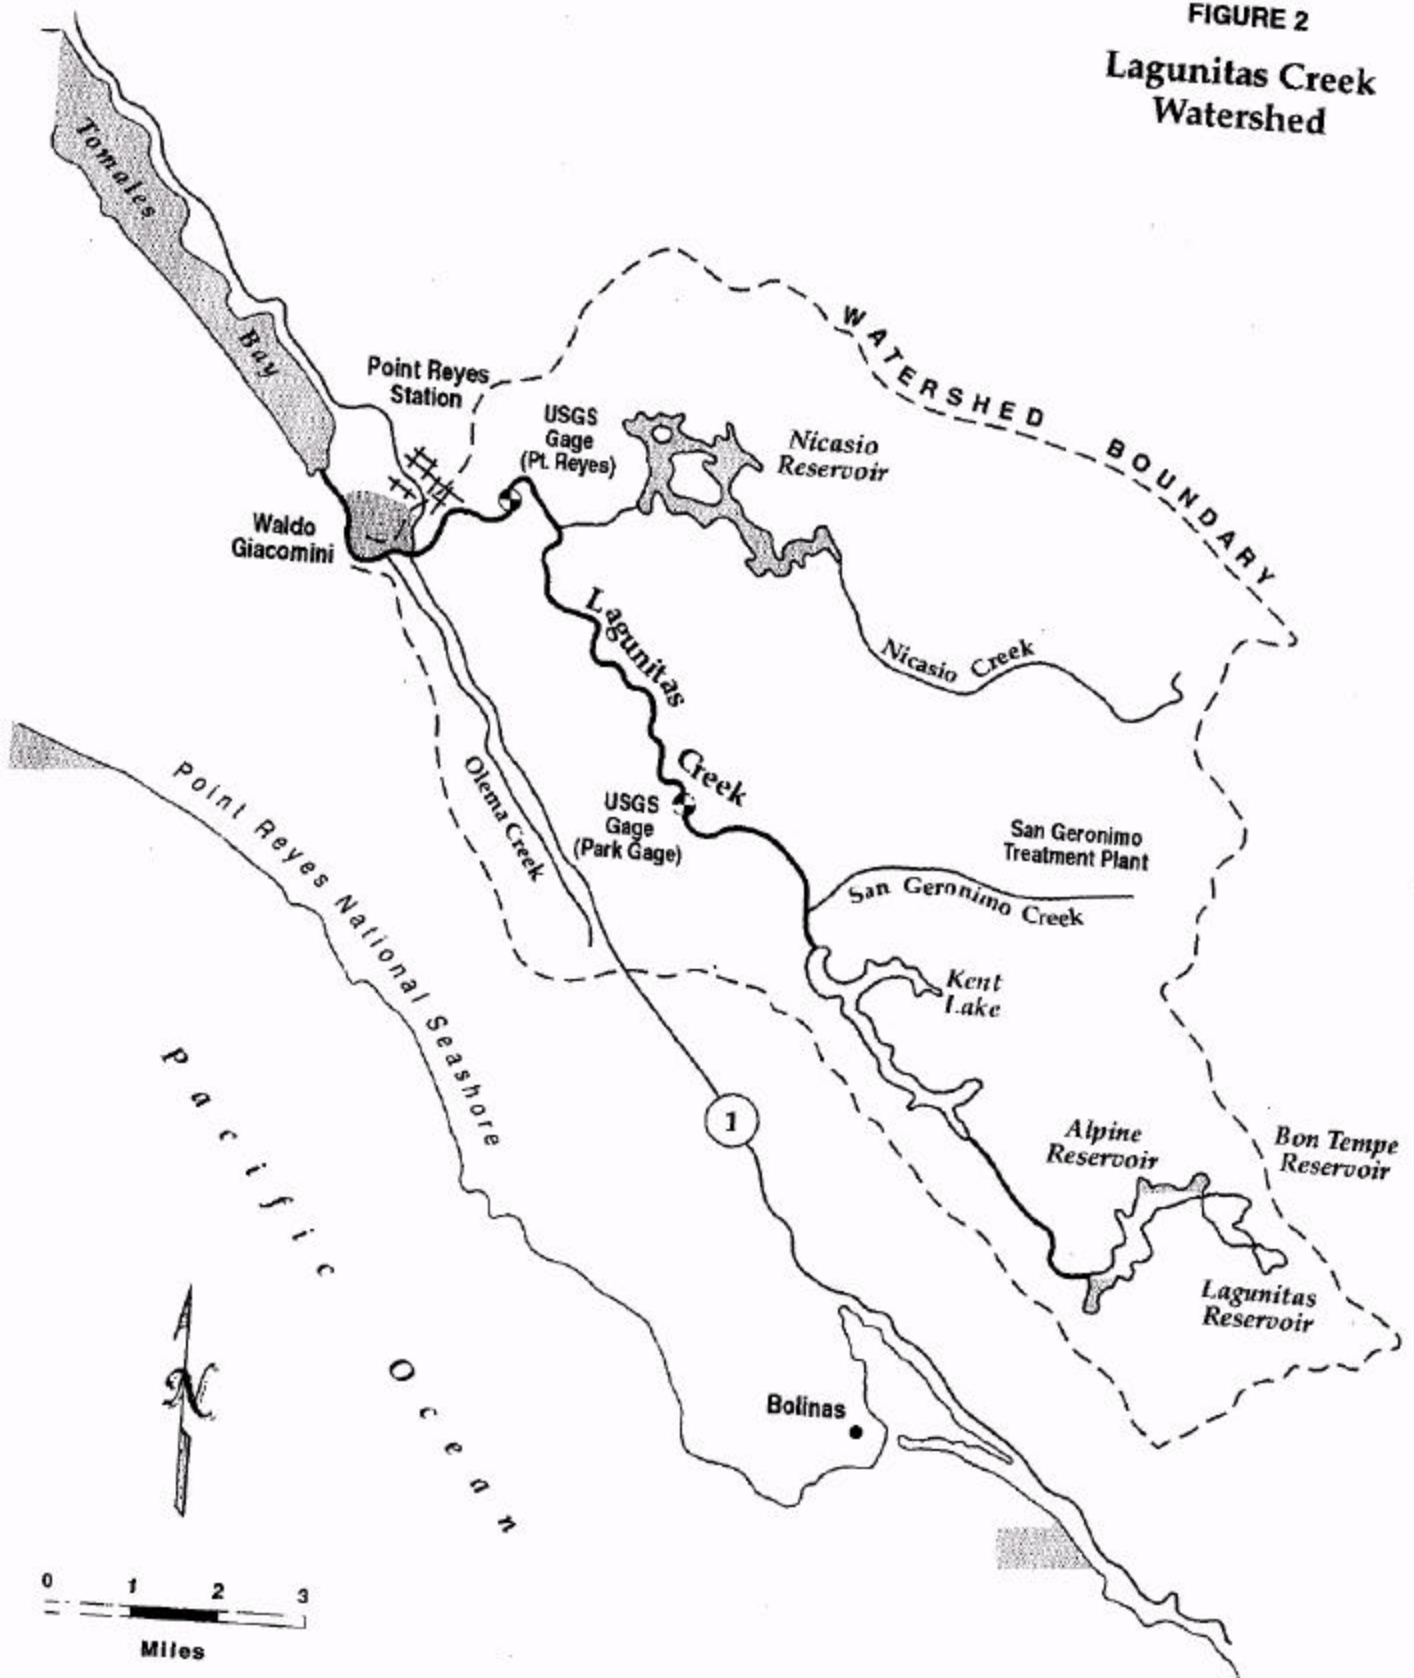 FIGURE 2
Lagunitas Creek
Watershed
Tomales
Bay
WATERSHED BOUNDARY
Point Reyes
Station
USGS
Gage
(Pt. Reyes)
Nicasio
Reservoir
Waldo
Giacomini
Lagunitas
Creek
Nicasio Creek
Olema Creek
USGS
Gage
(Park Gage)
San Geronimo
Treatment Plant
San Geronimo Creek
Point Reyes National Seashore
Kent
Lake
Pacific Ocean
1
Alpine
Reservoir
Bon Tempe
Reservoir
Lagunitas
Reservoir
N
Bolinas
0 1 2 3
Miles